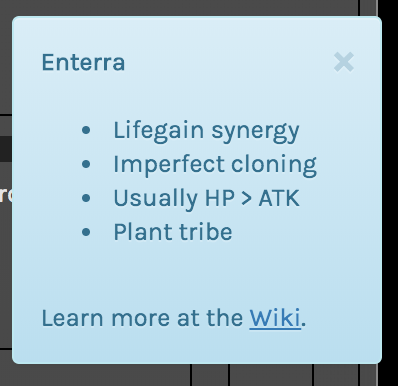 Enterra
×
• Lifegain synergy
• Imperfect cloning
• Usually HP > ATK
• Plant tribe
Learn more at the Wiki.